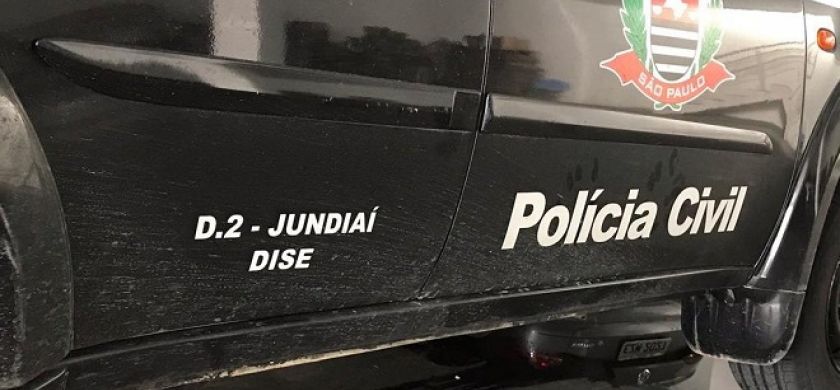 SÃO PAULO
Polícia Civil
D.2 - JUNDIAÍ
DISE